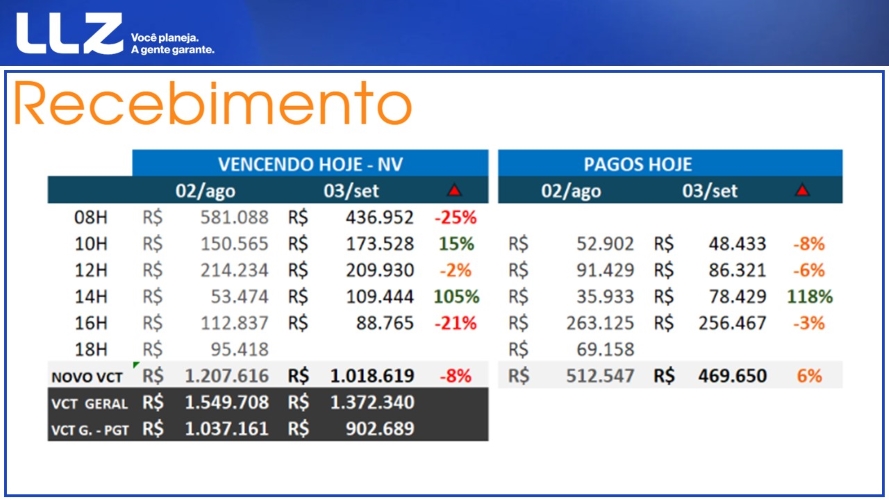 LLZ Você planeja.
A gente garante.
Recebimento
VENCENDO HOJE - NV PAGOS HOJE
02/ago 03/set 02/ago 03/set
08H R$ 581.088 R$ 436.952 -25%
10H R$ 150.565 R$ 173.528 15% R$ 52.902 R$ 48.433 -8%
12H R$ 214.234 R$ 209.930 -2% R$ 91.429 R$ 86.321 -6%
14H R$ 53.474 R$ 109.444 105% R$ 35.933 R$ 78.429 118%
16H R$ 112.837 R$ 88.765 -21% R$ 263.125 R$ 256.467 -3%
18H R$ 95.418 R$ 69.158
NOVO VCT R$ 1.207.616 R$ 1.018.619 -8% R$ 512.547 R$ 469.650 6%
VCT GERAL R$ 1.549.708 R$ 1.372.340
VCT G. - PGT R$ 1.037.161 R$ 902.689